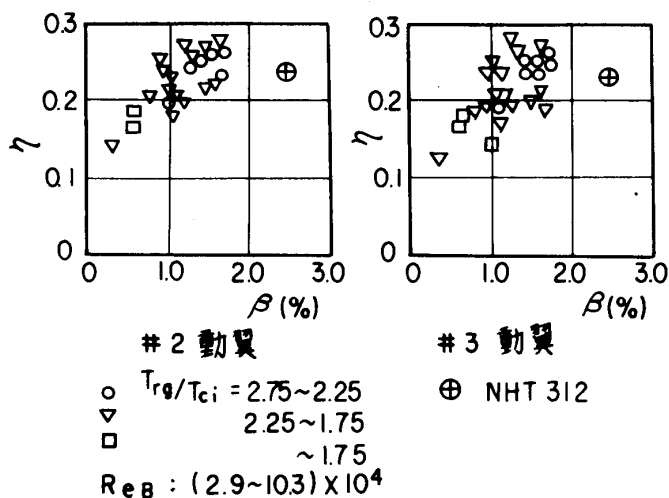 0.3 0.3
0.2 0.2
η η
0.1 0.1
0 0
0 1.0 2.0 3.0 0 1.0 2.0 3.0
β (%) β (%)
#2 動翼 #3 動翼
○ Trg/Tci = 2.75~2.25 ⊕ NHT 312
▽ 2.25~1.75
□ ~1.75
ReB : (2.9~10.3) X 10⁴